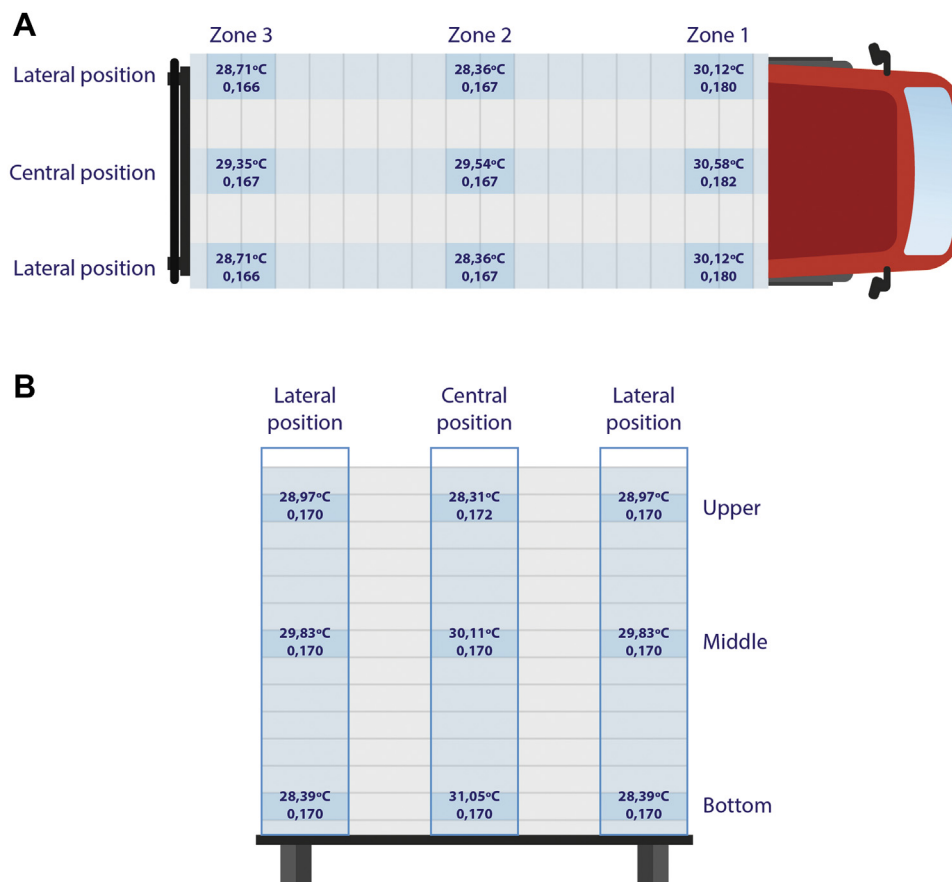 A
Zone 3 Zone 2 Zone 1
Lateral position
28,71ºC 28,36ºC 30,12ºC
0,166 0,167 0,180
Central position
29,35ºC 29,54ºC 30,58ºC
0,167 0,167 0,182
Lateral position
28,71ºC 28,36ºC 30,12ºC
0,166 0,167 0,180
B
Lateral Central Lateral
position position position
28,97ºC 28,31ºC 28,97ºC
0,170 0,172 0,170
Upper
29,83ºC 30,11ºC 29,83ºC
0,170 0,170 0,170
Middle
28,39ºC 31,05ºC 28,39ºC
0,170 0,170 0,170
Bottom